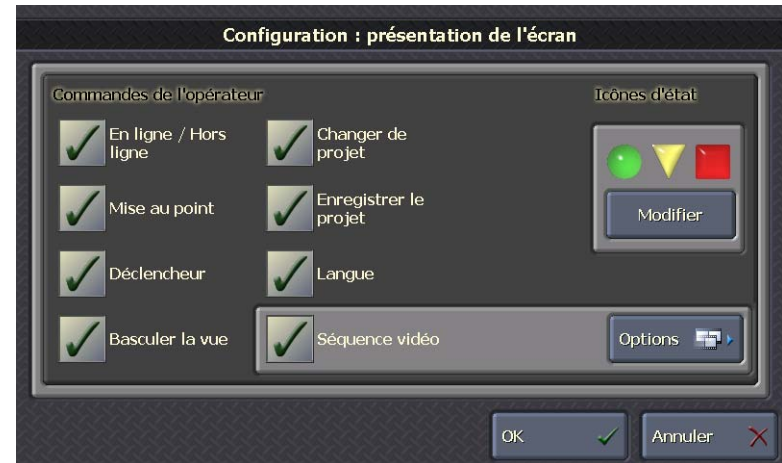 Configuration : présentation de l'écran
Commandes de l'opérateur
Icônes d'état
En ligne / Hors
ligne
Changer de
projet
Mise au point
Enregistrer le
projet
Modifier
Déclencheur
Langue
Basculer la vue
Séquence vidéo
Options
OK
Annuler